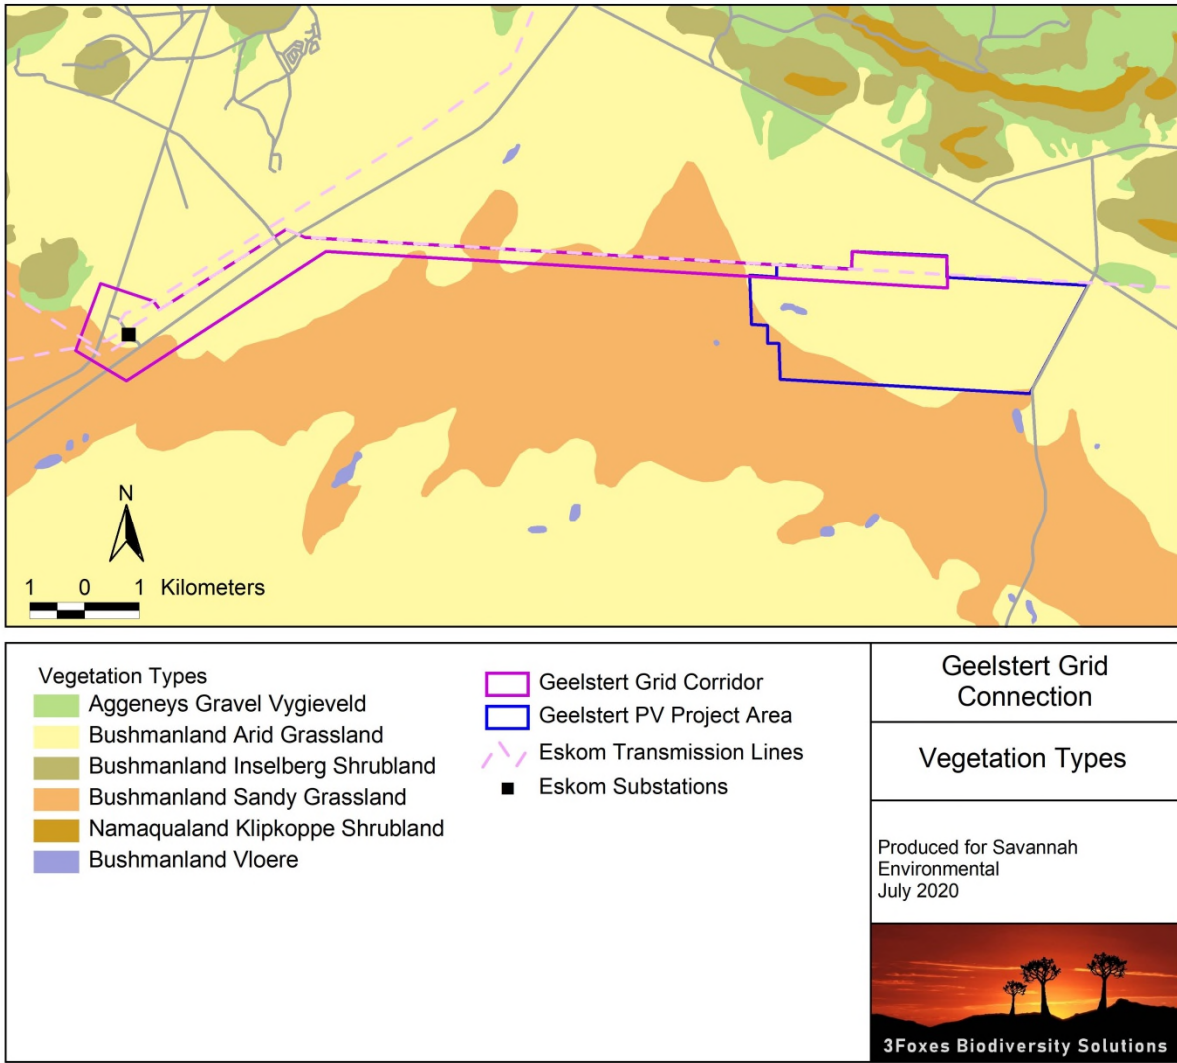 N
1 0 1 Kilometers
Vegetation Types
Aggeneys Gravel Vygieveld
Bushmanland Arid Grassland
Bushmanland Inselberg Shrubland
Bushmanland Sandy Grassland
Namaqualand Klipkoppe Shrubland
Bushmanland Vloere
Geelstert Grid Corridor
Geelstert PV Project Area
Eskom Transmission Lines
Eskom Substations
Geelstert Grid
Connection
Vegetation Types
Produced for Savannah
Environmental
July 2020
3Foxes Biodiversity Solutions